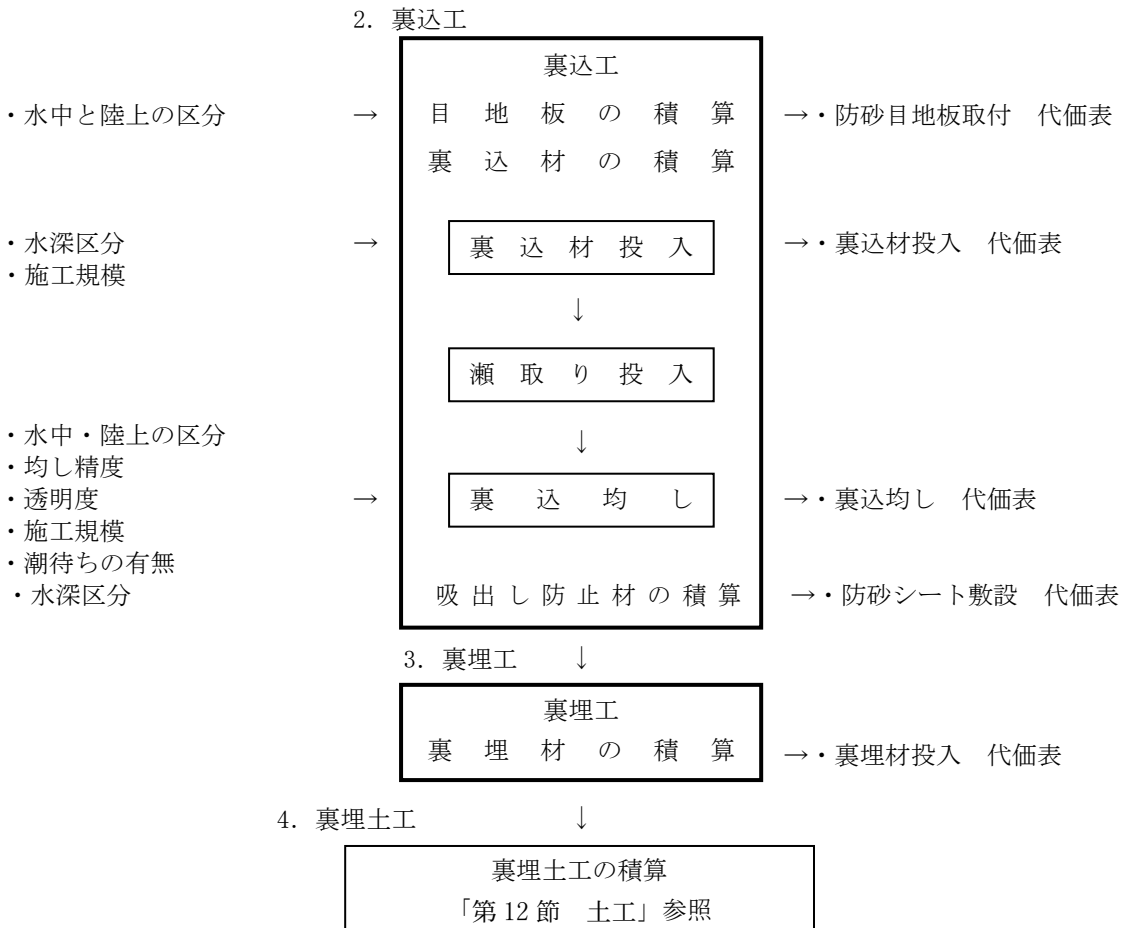 2．裏込工
裏込工
・水中と陸上の区分 → 目地板の積算 →・防砂目地板取付　代価表
裏込材の積算
・水深区分 → 裏込材投入 →・裏込材投入　代価表
・施工規模
↓
瀬取り投入
・水中・陸上の区分 ↓
・均し精度
・透明度 → 裏込均し →・裏込均し　代価表
・施工規模
・潮待ちの有無
・水深区分 吸出し防止材の積算 →・防砂シート敷設　代価表
3．裏埋工 ↓
裏埋工
裏埋材の積算 →・裏埋材投入　代価表
4．裏埋土工 ↓
裏埋土工の積算
「第12節　土工」参照